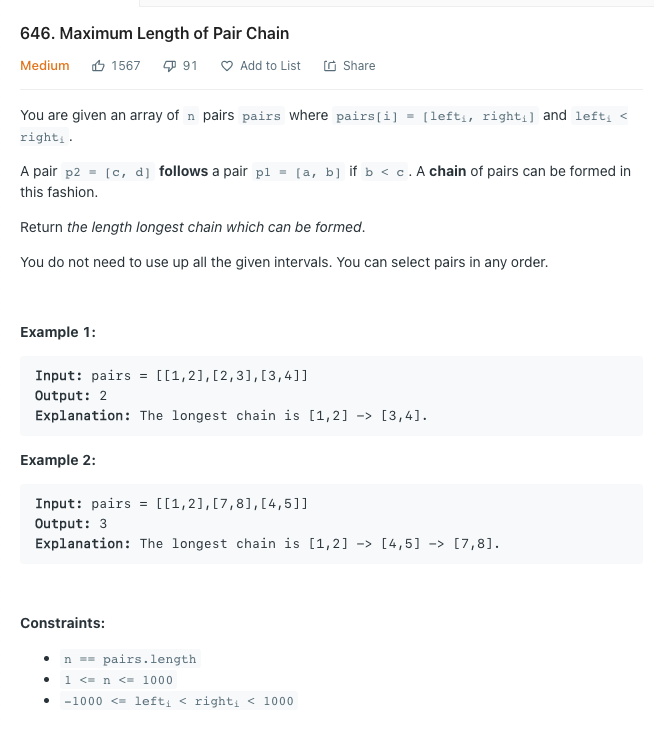 646. Maximum Length of Pair Chain
Medium 1567 91 Add to List Share
You are given an array of n pairs pairs where pairs[i] = [leftᵢ, rightᵢ] and leftᵢ <
rightᵢ.
A pair p2 = [c, d] follows a pair p1 = [a, b] if b < c. A chain of pairs can be formed in
this fashion.
Return the length longest chain which can be formed.
You do not need to use up all the given intervals. You can select pairs in any order.
Example 1:
Input: pairs = [[1,2],[2,3],[3,4]]
Output: 2
Explanation: The longest chain is [1,2] -> [3,4].
Example 2:
Input: pairs = [[1,2],[7,8],[4,5]]
Output: 3
Explanation: The longest chain is [1,2] -> [4,5] -> [7,8].
Constraints:
• n == pairs.length
• 1 <= n <= 1000
• -1000 <= leftᵢ < rightᵢ < 1000